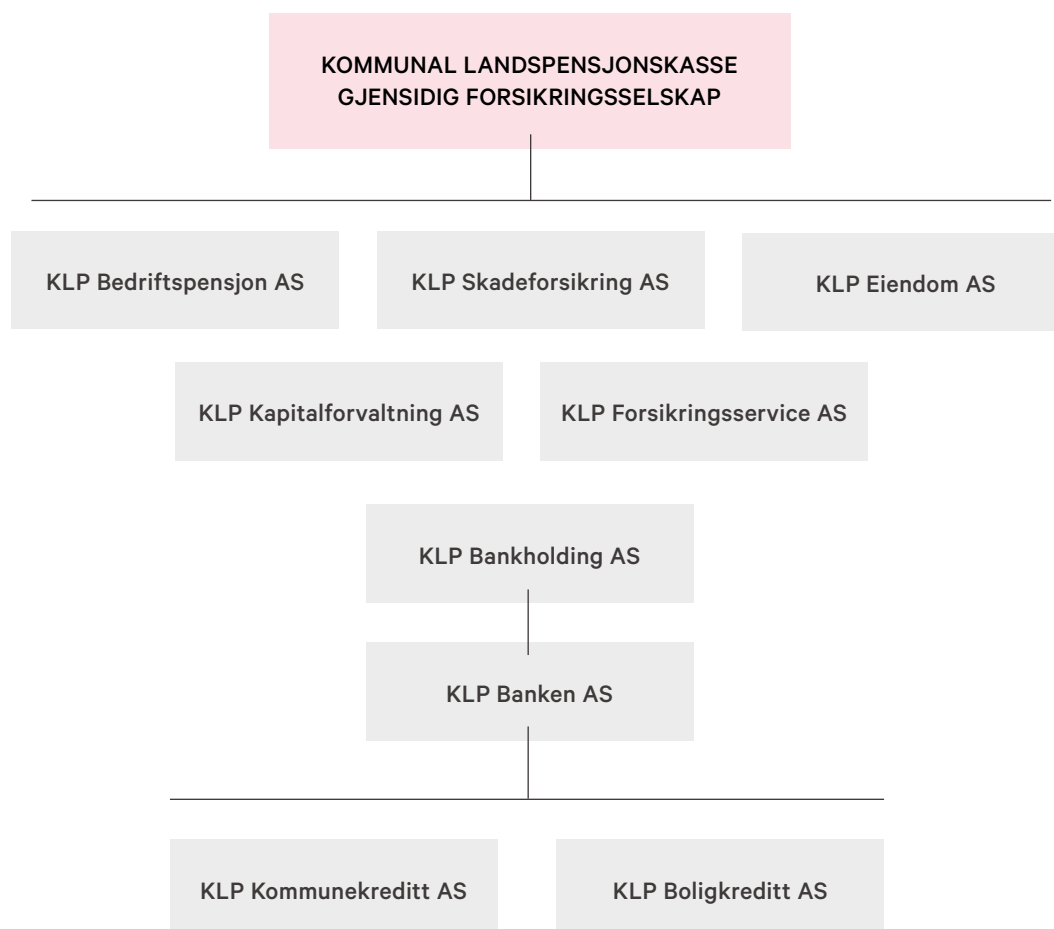 KOMMUNAL LANDSPENSJONSKASSE
GJENSIDIG FORSIKRINGSSELSKAP
KLP Bedriftspensjon AS
KLP Skadeforsikring AS
KLP Eiendom AS
KLP Kapitalforvaltning AS
KLP Forsikringsservice AS
KLP Bankholding AS
KLP Banken AS
KLP Kommunekreditt AS
KLP Boligkreditt AS